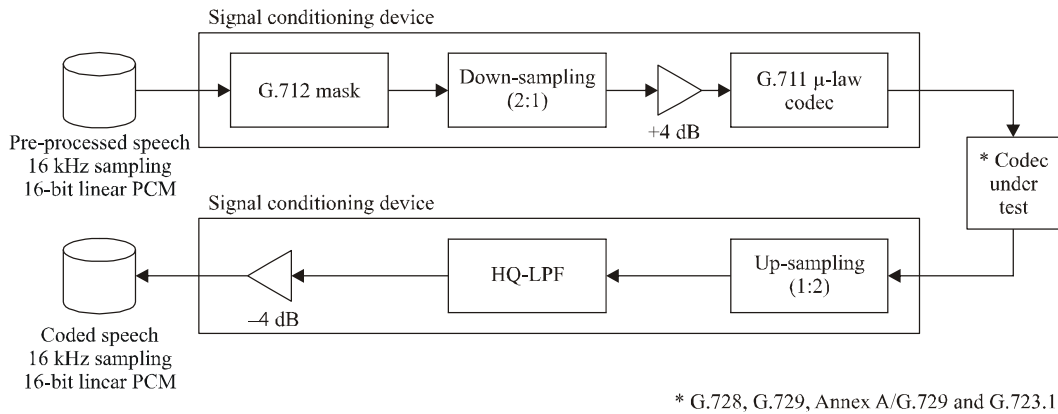 Signal conditioning device
G.712 mask
Down-sampling
(2:1)
+4 dB
G.711 μ-law
codec
Pre-processed speech
16 kHz sampling
16-bit linear PCM
* Codec
under
test
Signal conditioning device
Up-sampling
(1:2)
HQ-LPF
–4 dB
Coded speech
16 kHz sampling
16-bit linear PCM
* G.728, G.729, Annex A/G.729 and G.723.1